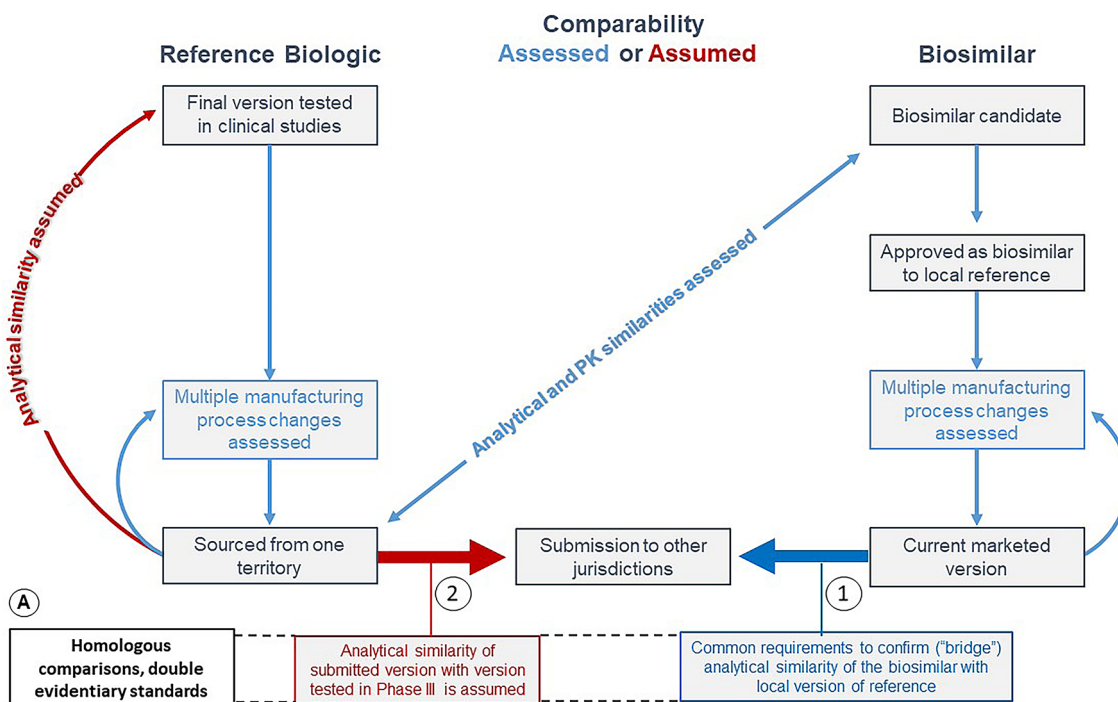 Comparability
Assessed or Assumed
Reference Biologic
Biosimilar
Final version tested
in clinical studies
Biosimilar candidate
Analytical similarity assumed
Analytical and PK similarities assessed
Approved as biosimilar
to local reference
Multiple manufacturing
process changes
assessed
Multiple manufacturing
process changes
assessed
Sourced from one
territory
Submission to other
jurisdictions
Current marketed
version
2
1
A
Homologous
comparisons, double
evidentiary standards
Analytical similarity of
submitted version with version
tested in Phase III is assumed
Common requirements to confirm (“bridge”)
analytical similarity of the biosimilar with
local version of reference